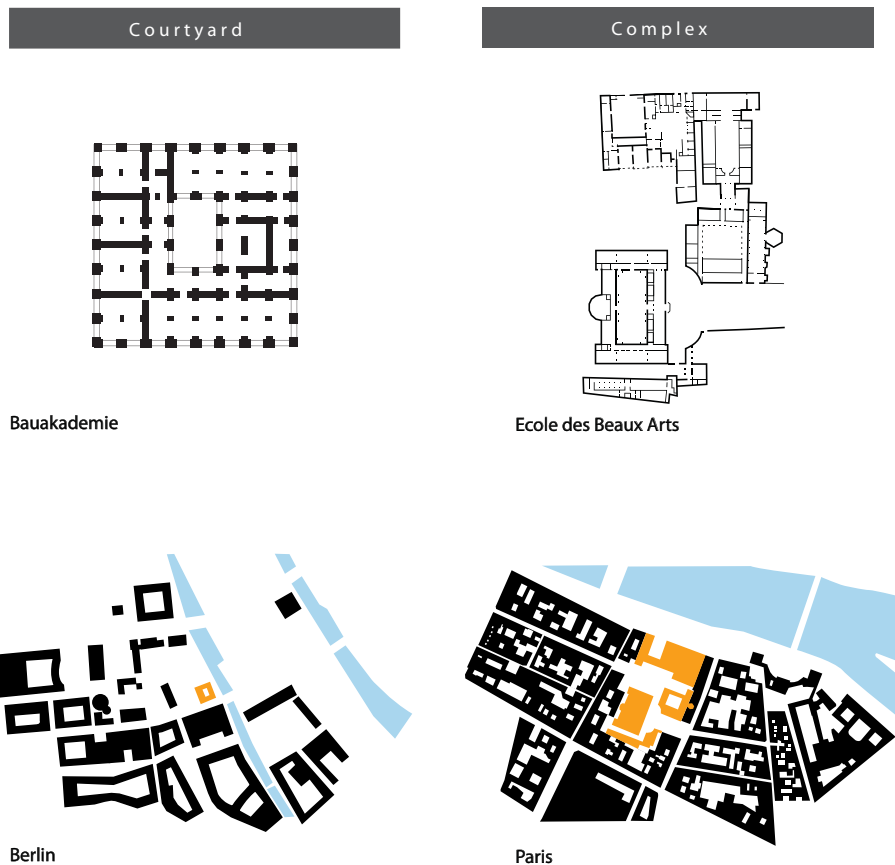 Courtyard
Complex
Bauakademie
Ecole des Beaux Arts
Berlin
Paris